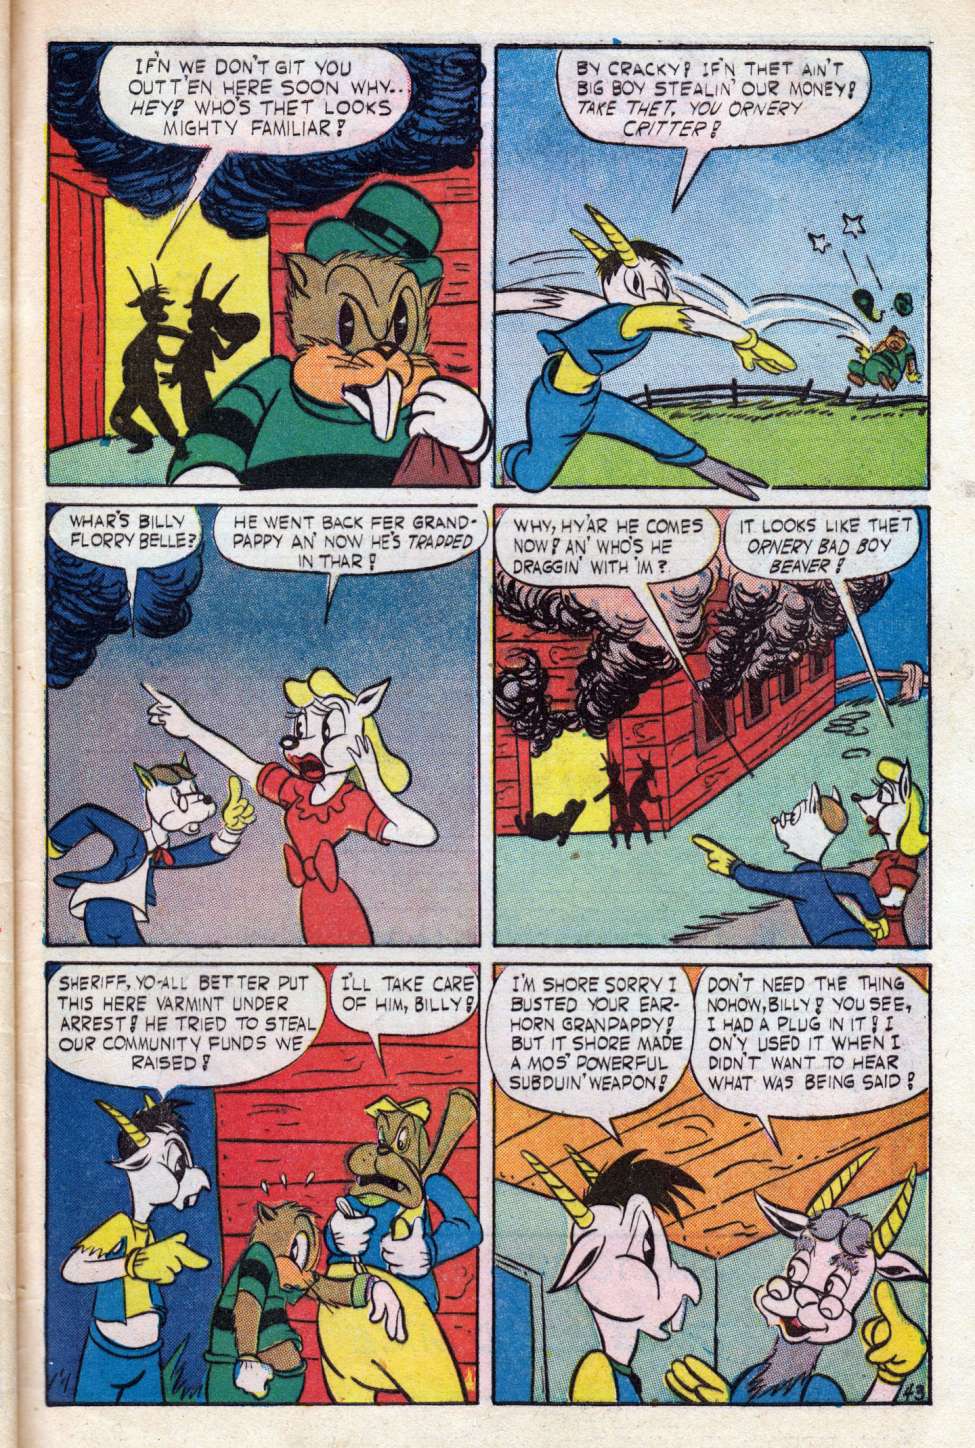 IF'N WE DON'T GIT YOU
OUTT'EN HERE SOON WHY..
HEY! WHO'S THET LOOKS
MIGHTY FAMILIAR!
BY CRACKY! IF'N THET AIN'T
BIG BOY STEALIN' OUR MONEY!
TAKE THET, YOU ORNERY
CRITTER!
WHAR'S BILLY
FLORRY BELLE?
HE WENT BACK FER GRAND-
PAPPY AN' NOW HE'S TRAPPED
IN THAR!
WHY, HY'AR HE COMES
NOW! AN' WHO'S HE
DRAGGIN' WITH 'IM?
IT LOOKS LIKE THET
ORNERY BAD BOY
BEAVER!
SHERIFF, YO-ALL BETTER PUT
THIS HERE VARMINT UNDER
ARREST! HE TRIED TO STEAL
OUR COMMUNITY FUNDS WE
RAISED!
I'LL TAKE CARE
OF HIM, BILLY!
I'M SHORE SORRY I
BUSTED YOUR EAR-
HORN GRANPAPPY!
BUT IT SHORE MADE
A MOS' POWERFUL
SUBDUIN' WEAPON!
DON'T NEED THE THING
NOHOW, BILLY! YOU SEE,
I HAD A PLUG IN IT! I
ON'Y USED IT WHEN I
DIDN'T WANT TO HEAR
WHAT WAS BEING SAID!
43